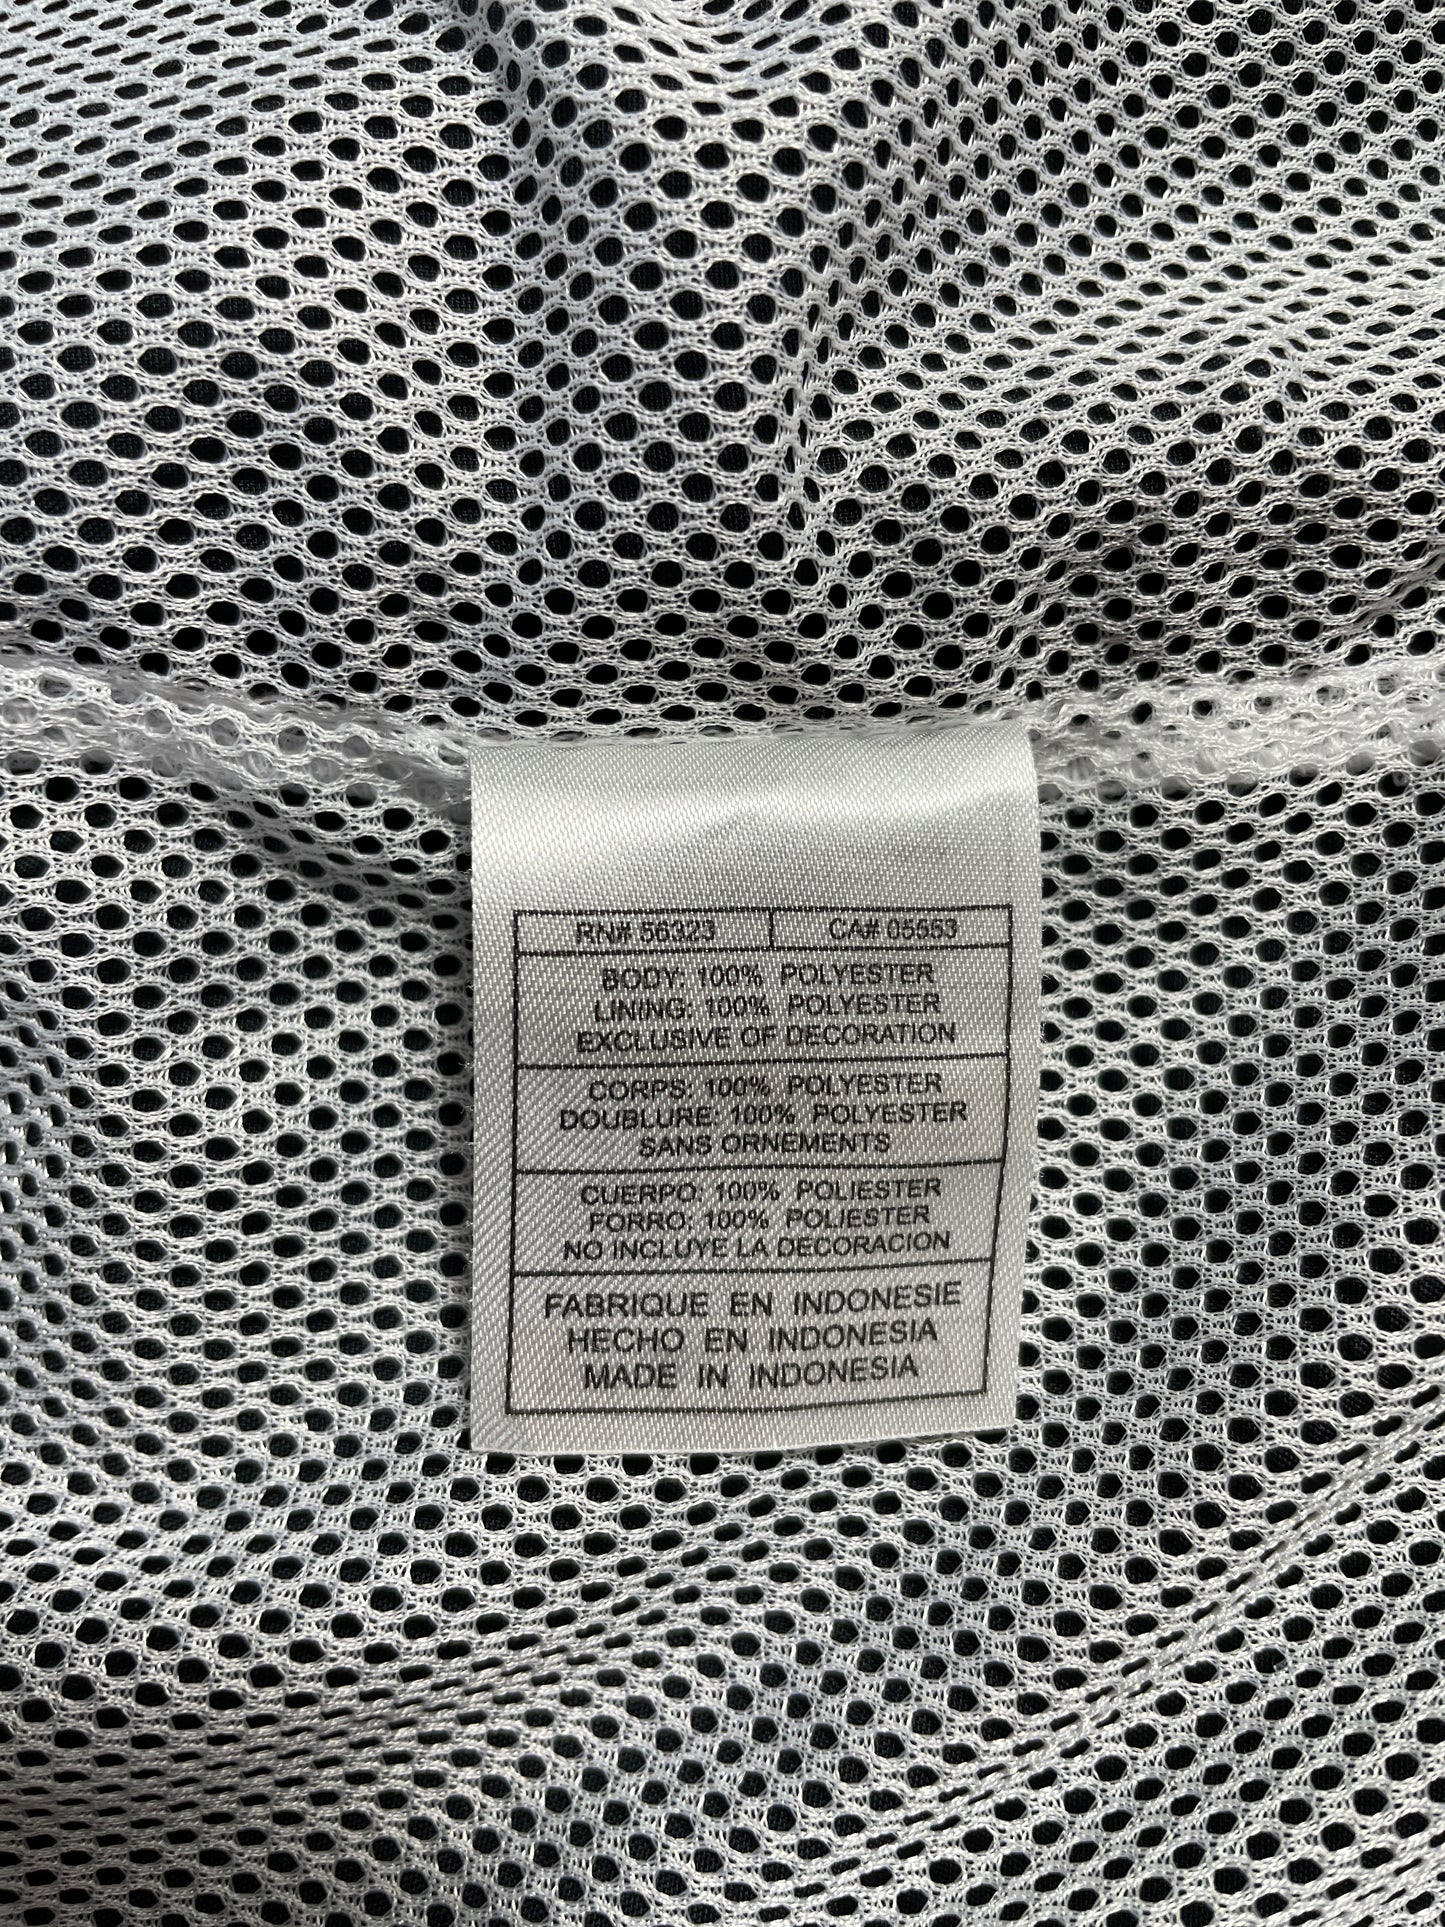 RN# 56323 CA# 05553
BODY: 100% POLYESTER
LINING: 100% POLYESTER
EXCLUSIVE OF DECORATION
CORPS: 100% POLYESTER
DOUBLURE: 100% POLYESTER
SANS ORNEMENTS
CUERPO: 100% POLIESTER
FORRO: 100% POLIESTER
NO INCLUYE LA DECORACION
FABRIQUE EN INDONESIE
HECHO EN INDONESIA
MADE IN INDONESIA